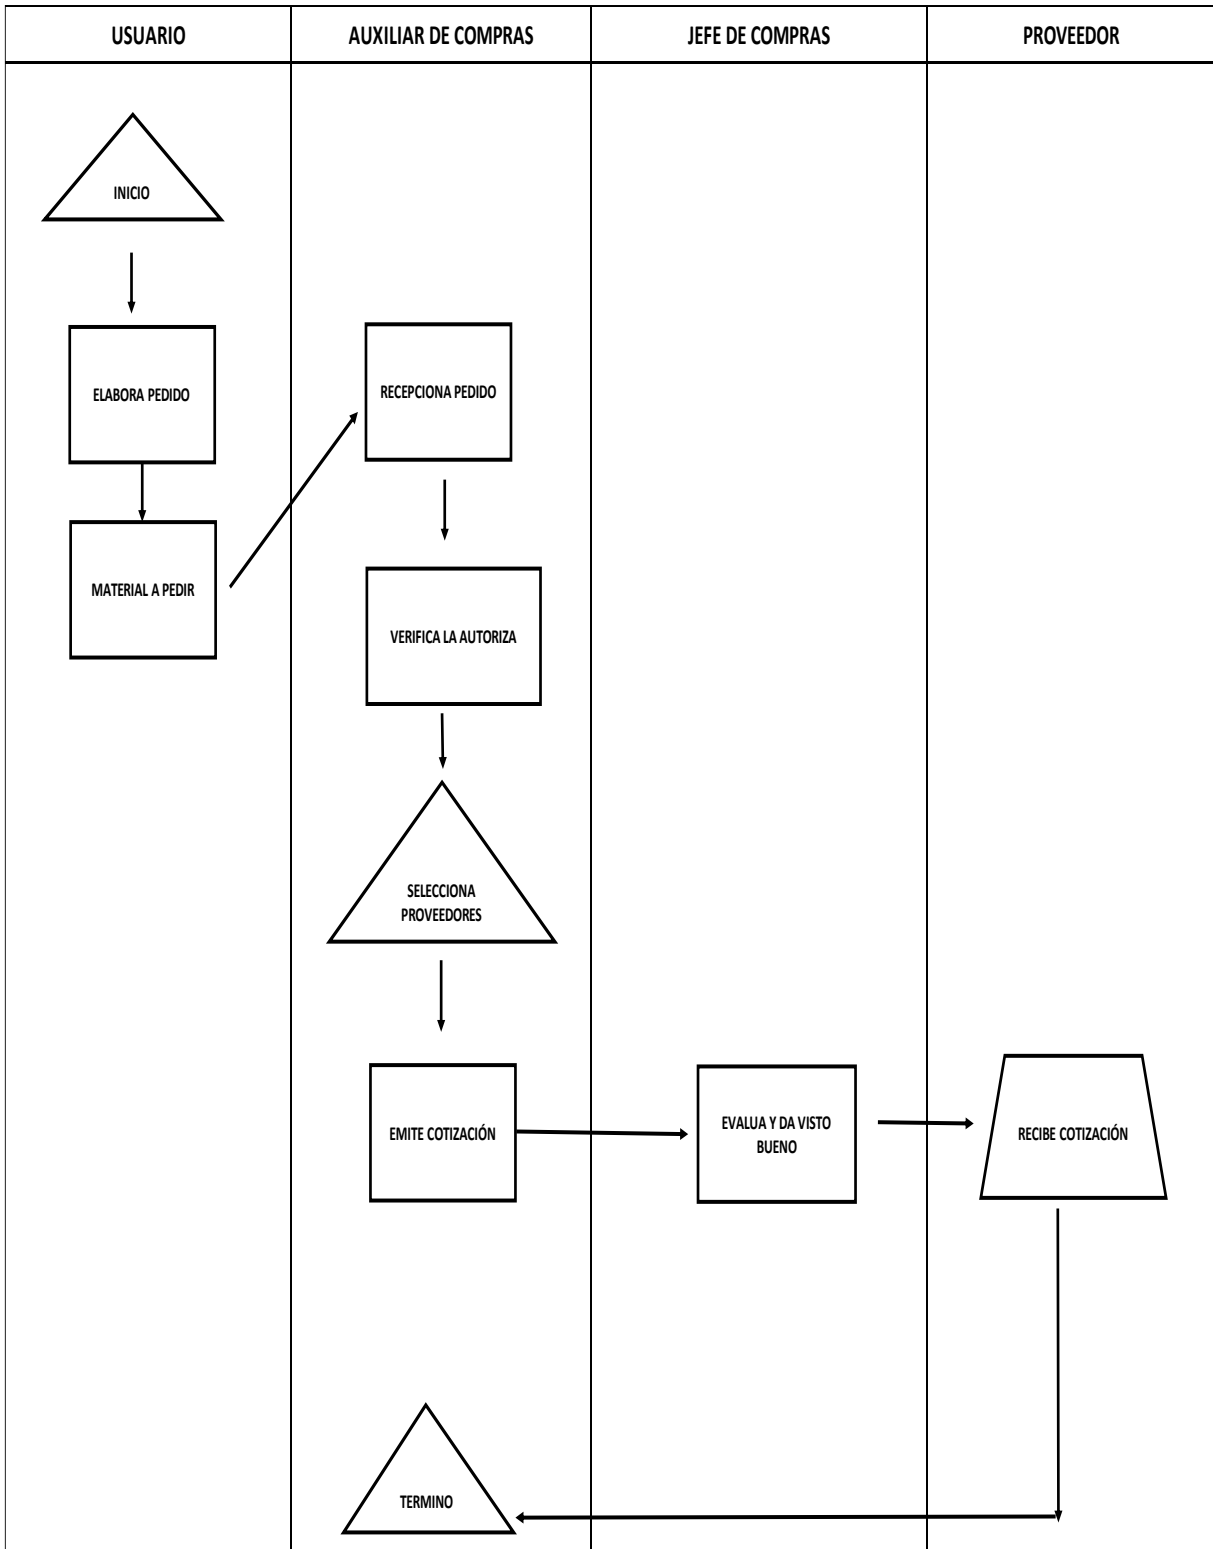 USUARIO
AUXILIAR DE COMPRAS
JEFE DE COMPRAS
PROVEEDOR
INICIO
ELABORA PEDIDO
MATERIAL A PEDIR
RECEPCIONA PEDIDO
VERIFICA LA AUTORIZA
SELECCIONA
PROVEEDORES
EMITE COTIZACIÓN
EVALUA Y DA VISTO
BUENO
RECIBE COTIZACIÓN
TERMINO